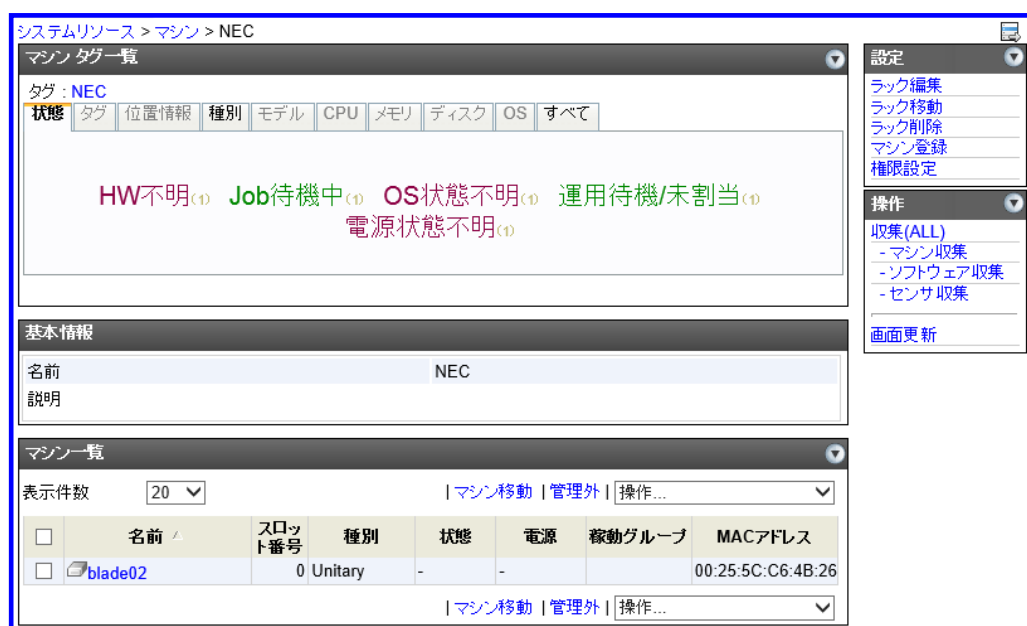 システムリソース > マシン > NEC
マシン タグ一覧
タグ : NEC
状態 タグ 位置情報 種別 モデル CPU メモリ ディスク OS すべて
HW不明(1) Job待機中(1) OS状態不明(1) 運用待機/未割当(1)
電源状態不明(1)
基本情報
名前 NEC
説明
マシン一覧
表示件数 20 | マシン移動 | 管理外 | 操作...
名前 スロット番号 種別 状態 電源 稼動グループ MACアドレス
blade02 0 Unitary - - 00:25:5C:C6:4B:26
| マシン移動 | 管理外 | 操作...
設定
ラック編集
ラック移動
ラック削除
マシン登録
権限設定
操作
収集(ALL)
- マシン収集
- ソフトウェア収集
- センサ収集
画面更新